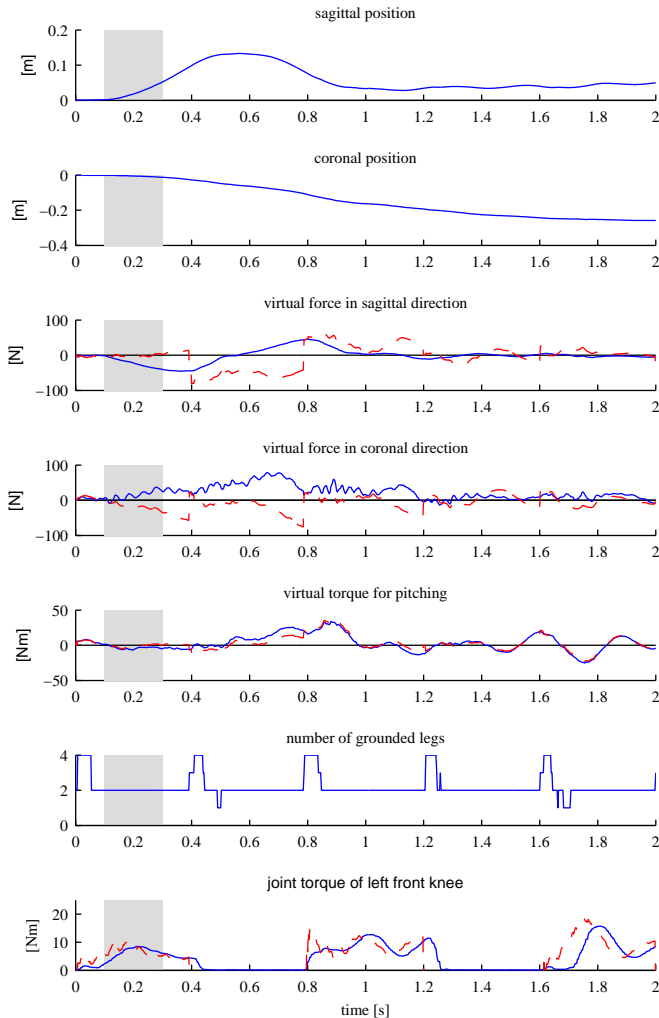 sagittal position
[m]
0.2
0.1
0
0 0.2 0.4 0.6 0.8 1 1.2 1.4 1.6 1.8 2
coronal position
[m]
0
−0.2
−0.4
0 0.2 0.4 0.6 0.8 1 1.2 1.4 1.6 1.8 2
virtual force in sagittal direction
[N]
100
0
−100
0 0.2 0.4 0.6 0.8 1 1.2 1.4 1.6 1.8 2
virtual force in coronal direction
[N]
100
0
−100
0 0.2 0.4 0.6 0.8 1 1.2 1.4 1.6 1.8 2
virtual torque for pitching
[Nm]
50
0
−50
0 0.2 0.4 0.6 0.8 1 1.2 1.4 1.6 1.8 2
number of grounded legs
4
2
0
0 0.2 0.4 0.6 0.8 1 1.2 1.4 1.6 1.8 2
joint torque of left front knee
[Nm]
20
10
0
0 0.2 0.4 0.6 0.8 1 1.2 1.4 1.6 1.8 2
time [s]